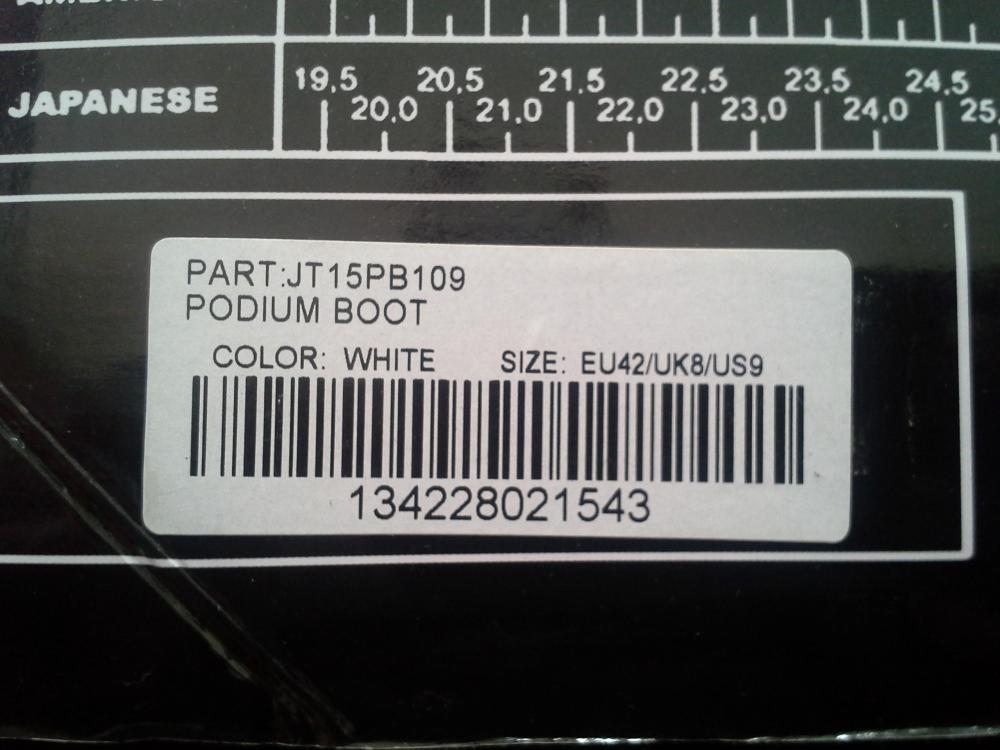 JAPANESE 19,5 20,0 20,5 21,0 21,5 22,0 22,5 23,0 23,5 24,0 24,5
PART:JT15PB109
PODIUM BOOT
COLOR: WHITE SIZE: EU42/UK8/US9
134228021543